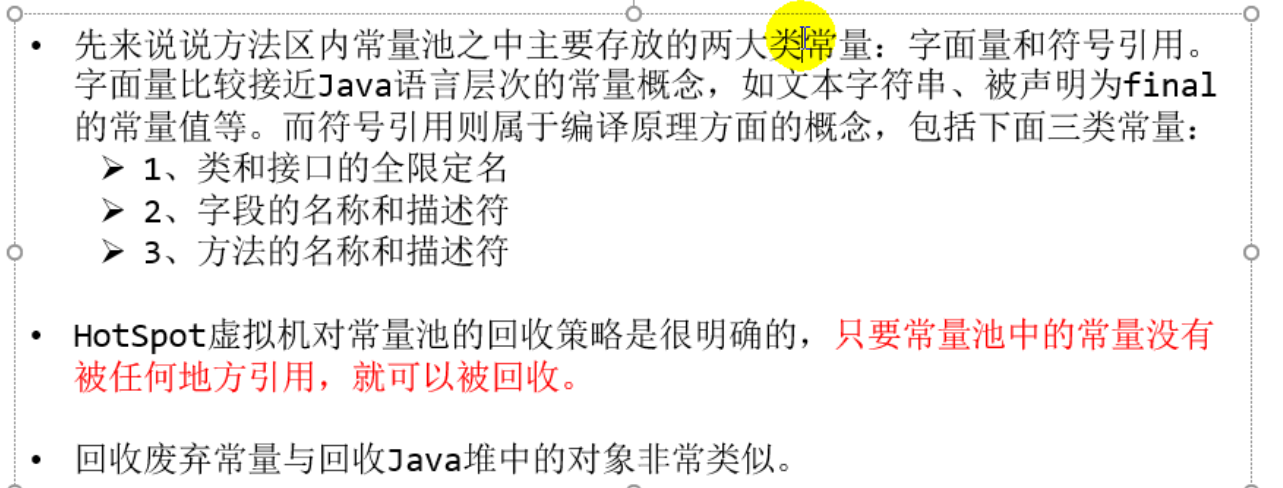 • 先来说说方法区内常量池之中主要存放的两大类常量：字面量和符号引用。
字面量比较接近Java语言层次的常量概念，如文本字符串、被声明为final
的常量值等。而符号引用则属于编译原理方面的概念，包括下面三类常量：
➢ 1、类和接口的全限定名
➢ 2、字段的名称和描述符
➢ 3、方法的名称和描述符
• HotSpot虚拟机对常量池的回收策略是很明确的，只要常量池中的常量没有
被任何地方引用，就可以被回收。
• 回收废弃常量与回收Java堆中的对象非常类似。